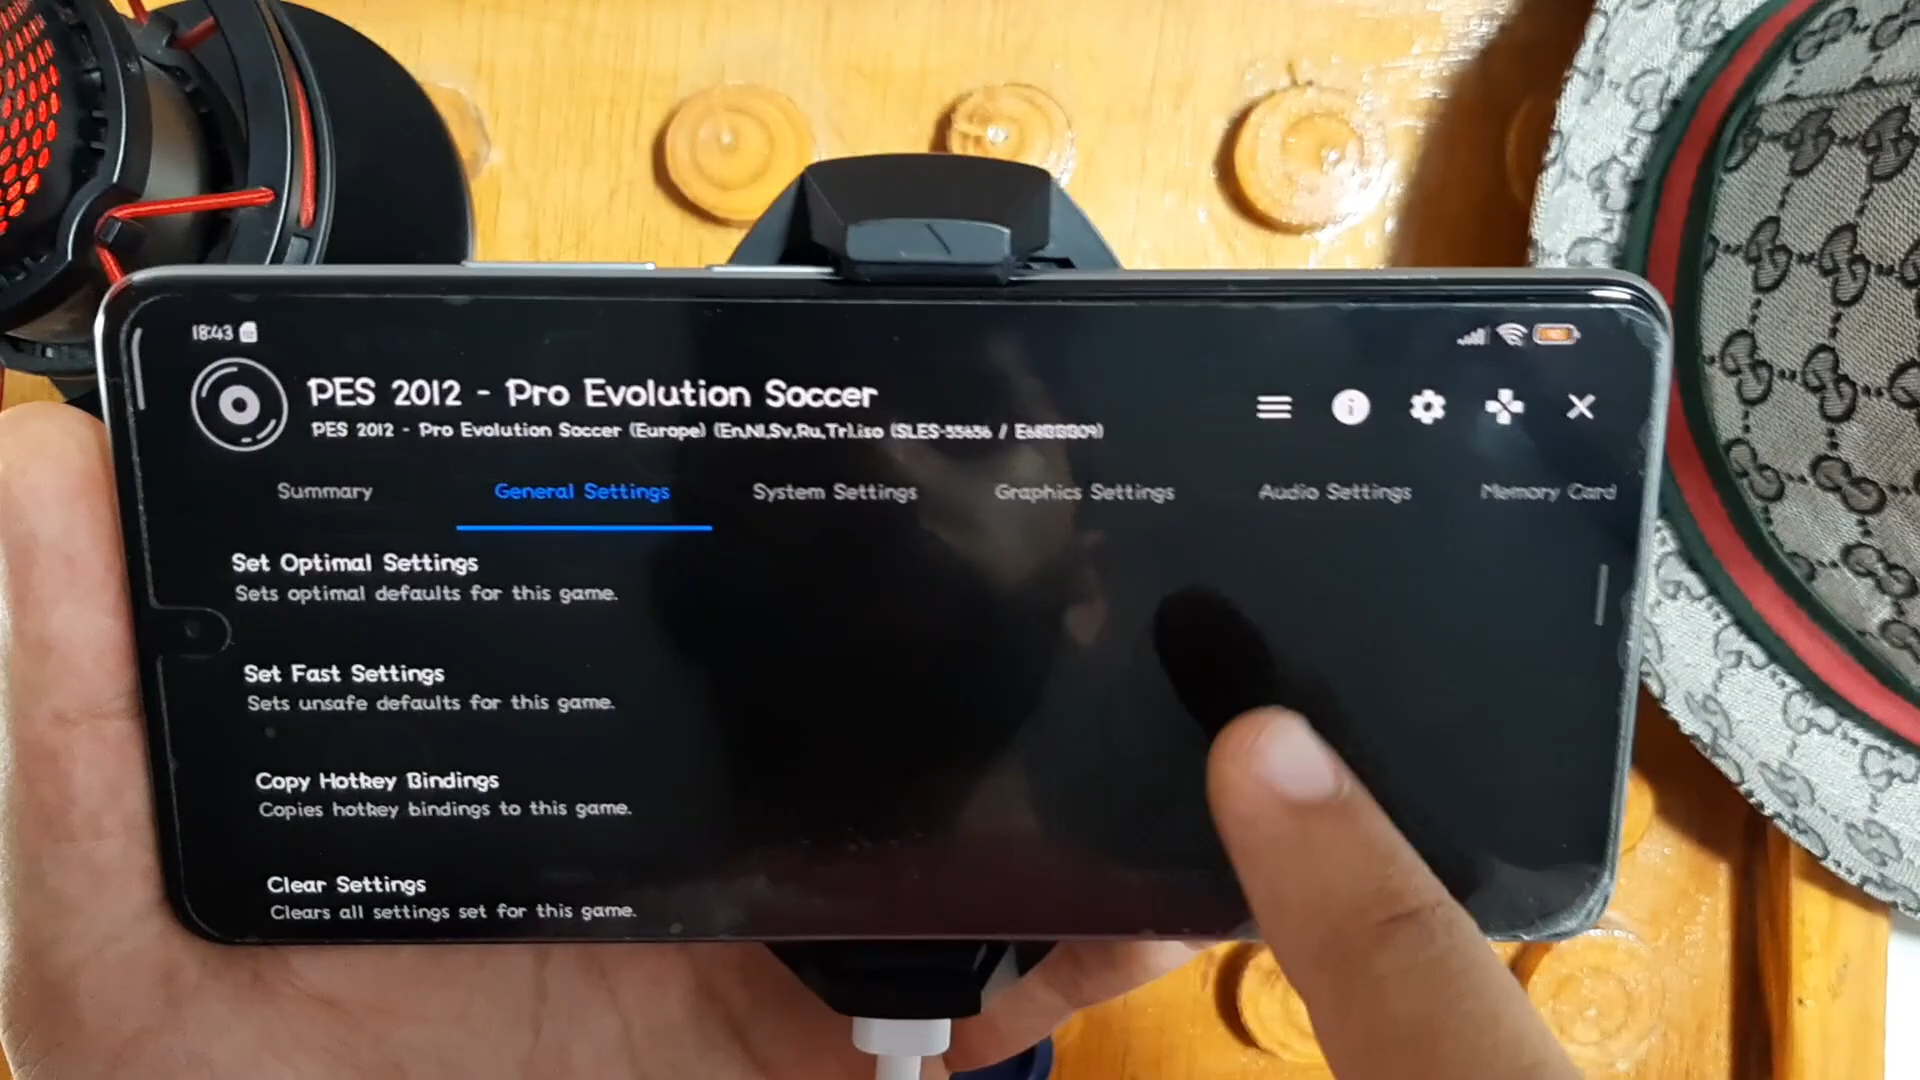 18:43
PES 2012 - Pro Evolution Soccer
PES 2012 - Pro Evolution Soccer (Europe) (En,Nl,Sv,Ru,Tr).iso (SLES-55656 /
Summary General Settings System Settings Graphics Settings Audio Settings Memory Card
Set Optimal Settings
Sets optimal defaults for this game.
Set Fast Settings
Sets unsafe defaults for this game.
Copy Hotkey Bindings
Copies hotkey bindings to this game.
Clear Settings
Clears all settings set for this game.